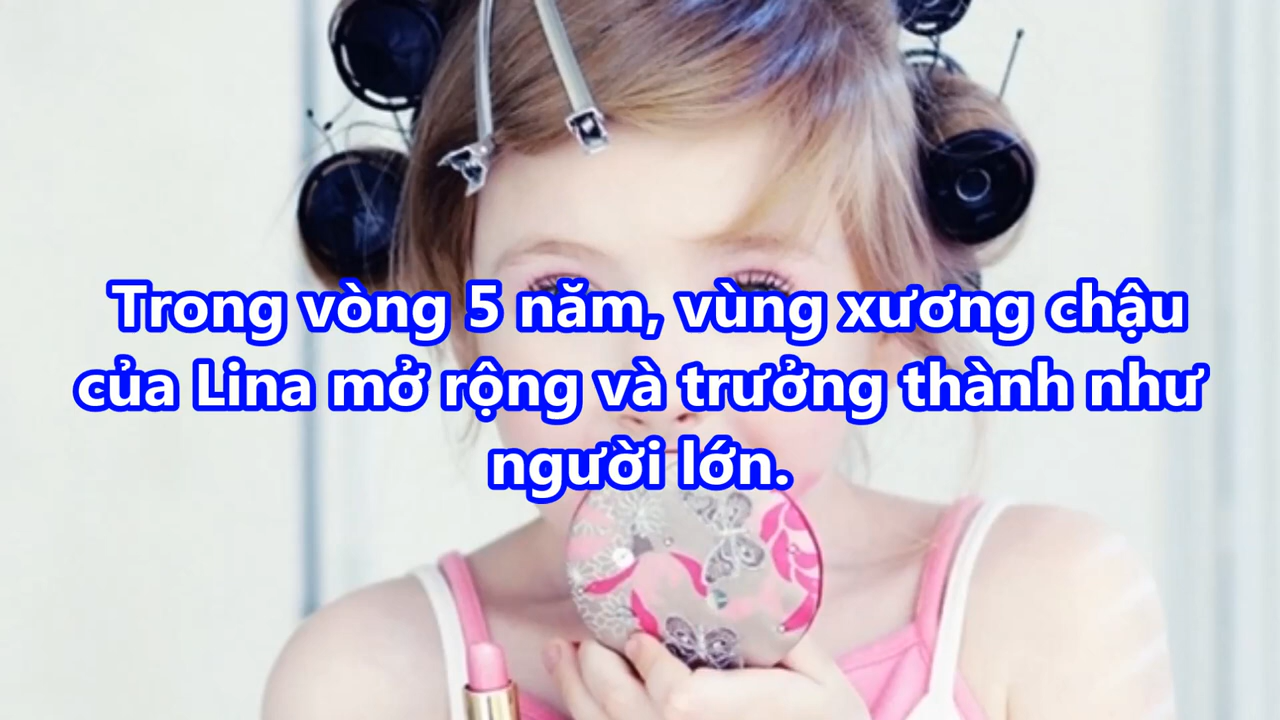 Trong vòng 5 năm, vùng xương chậu
của Lina mở rộng và trưởng thành như
người lớn.